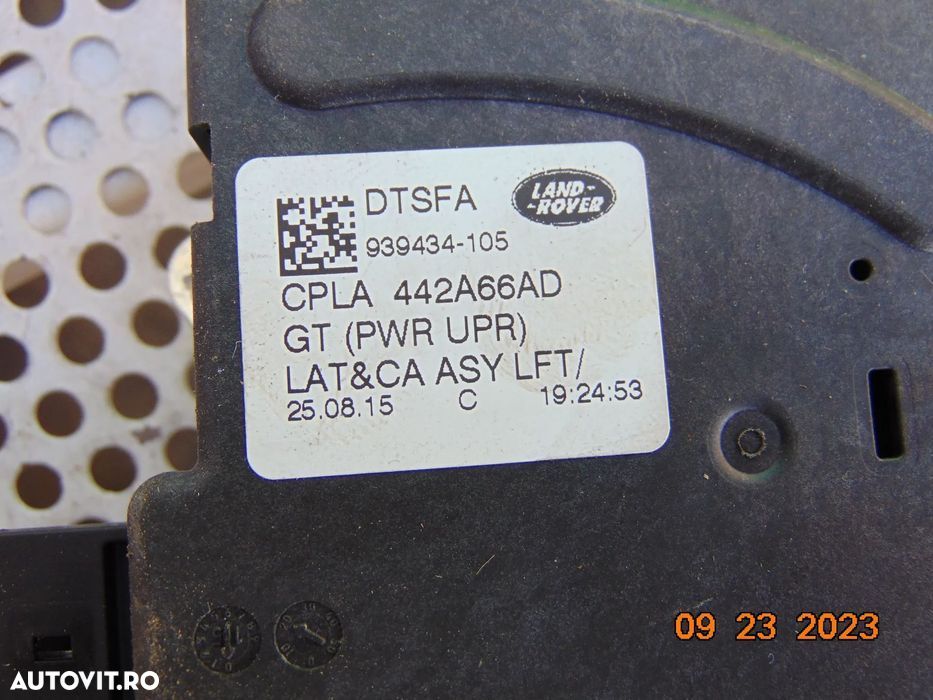 DTSFA
LAND-
-ROVER
939434-105
CPLA 442A66AD
GT (PWR UPR)
LAT&CA ASY LFT/
25.08.15 C 19:24:53
09 23 2023
AUTOVIT.RO